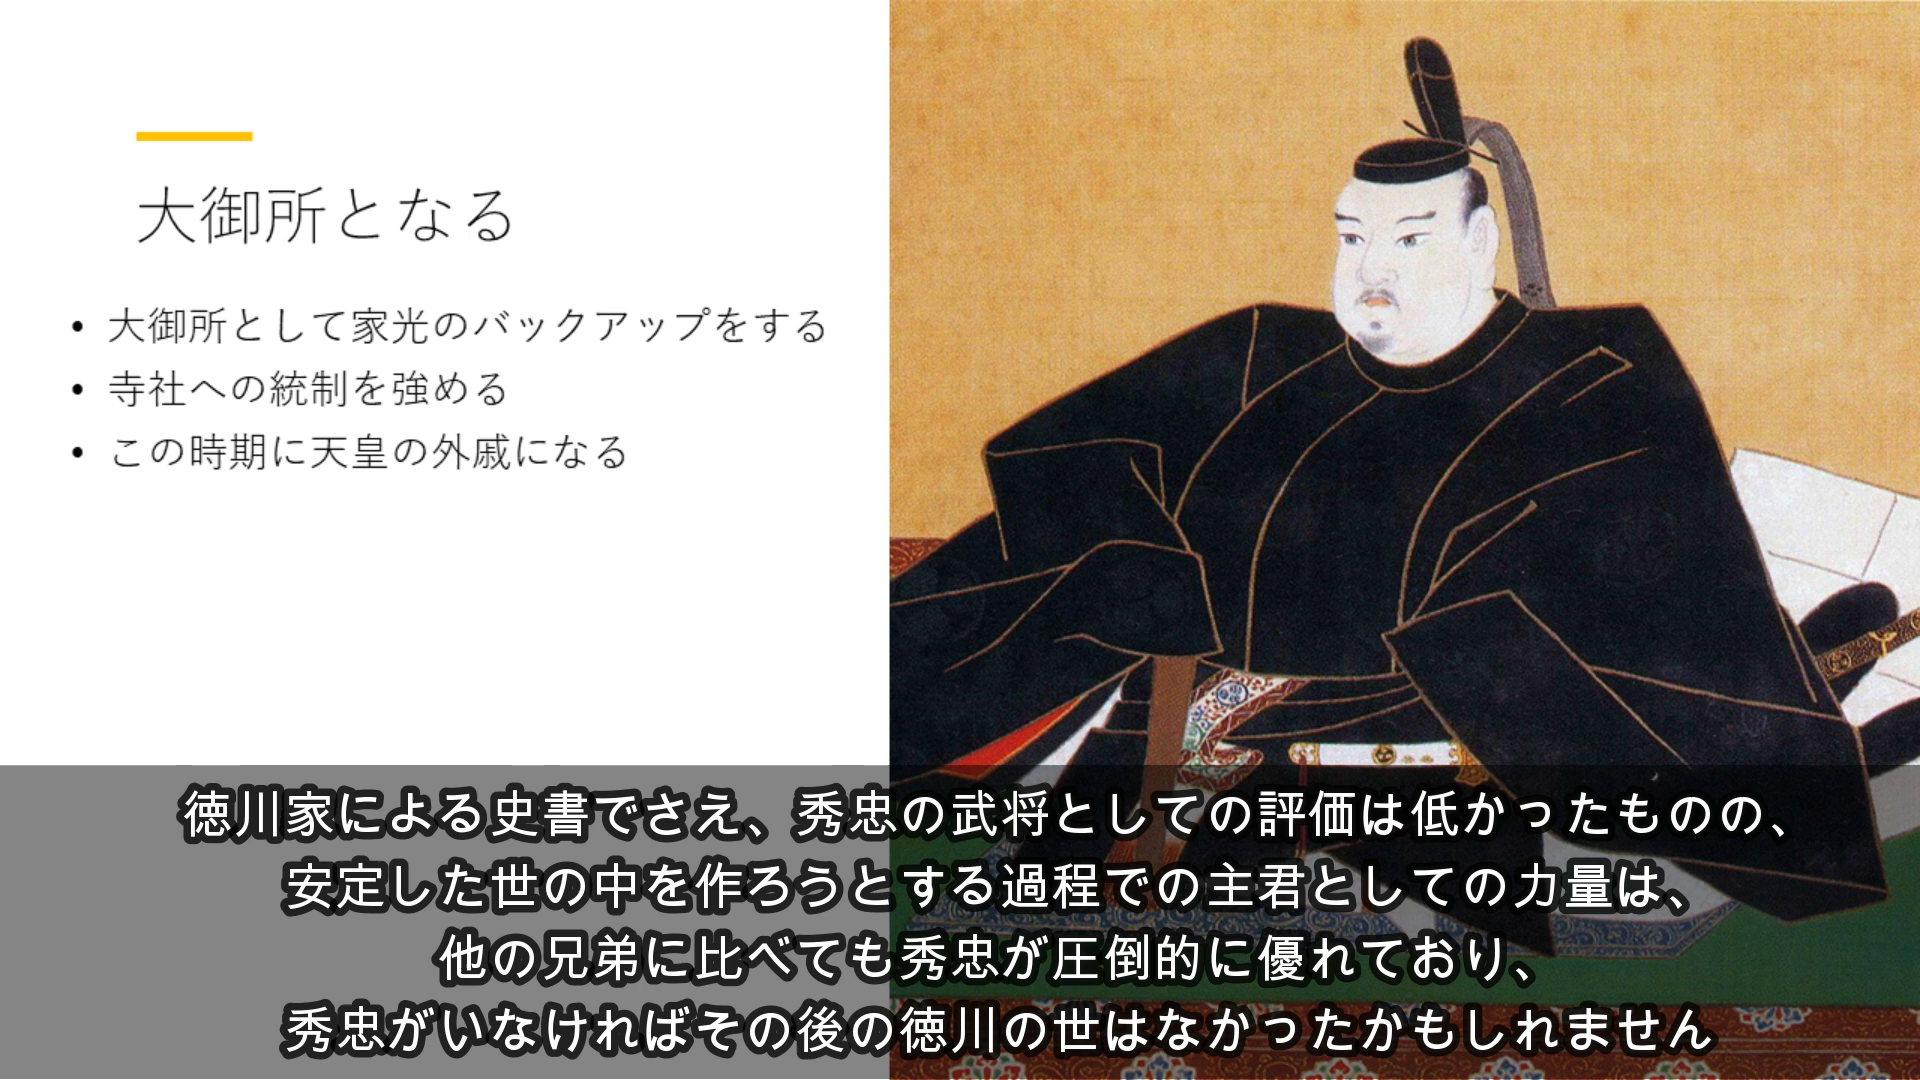 大御所となる
• 大御所として家光のバックアップをする
• 寺社への統制を強める
• この時期に天皇の外戚になる
徳川家による史書でさえ、秀忠の武将としての評価は低かったものの、
安定した世の中を作ろうとする過程での主君としての力量は、
他の兄弟に比べても秀忠が圧倒的に優れており、
秀忠がいなければその後の徳川の世はなかったかもしれません